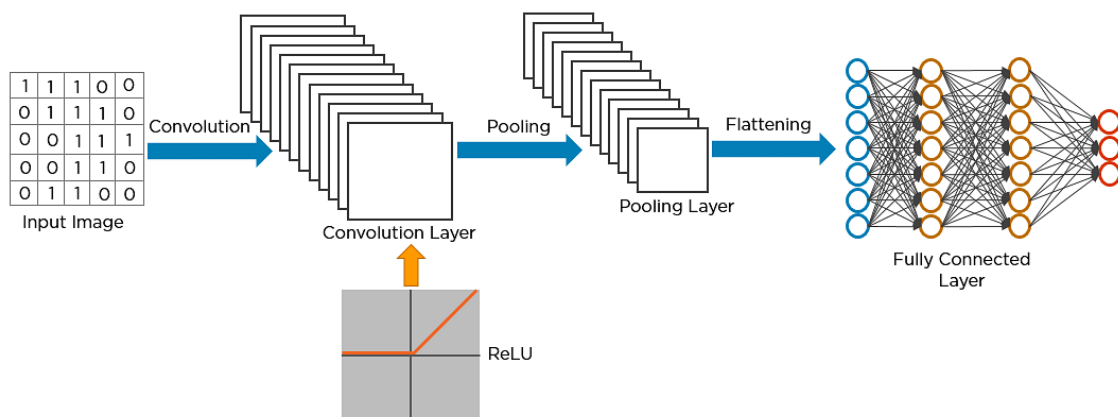 1 1 1 0 0
0 1 1 1 0
0 0 1 1 1
0 0 1 1 0
0 1 1 0 0
Input Image
Convolution
Convolution Layer
ReLU
Pooling
Pooling Layer
Flattening
Fully Connected
Layer